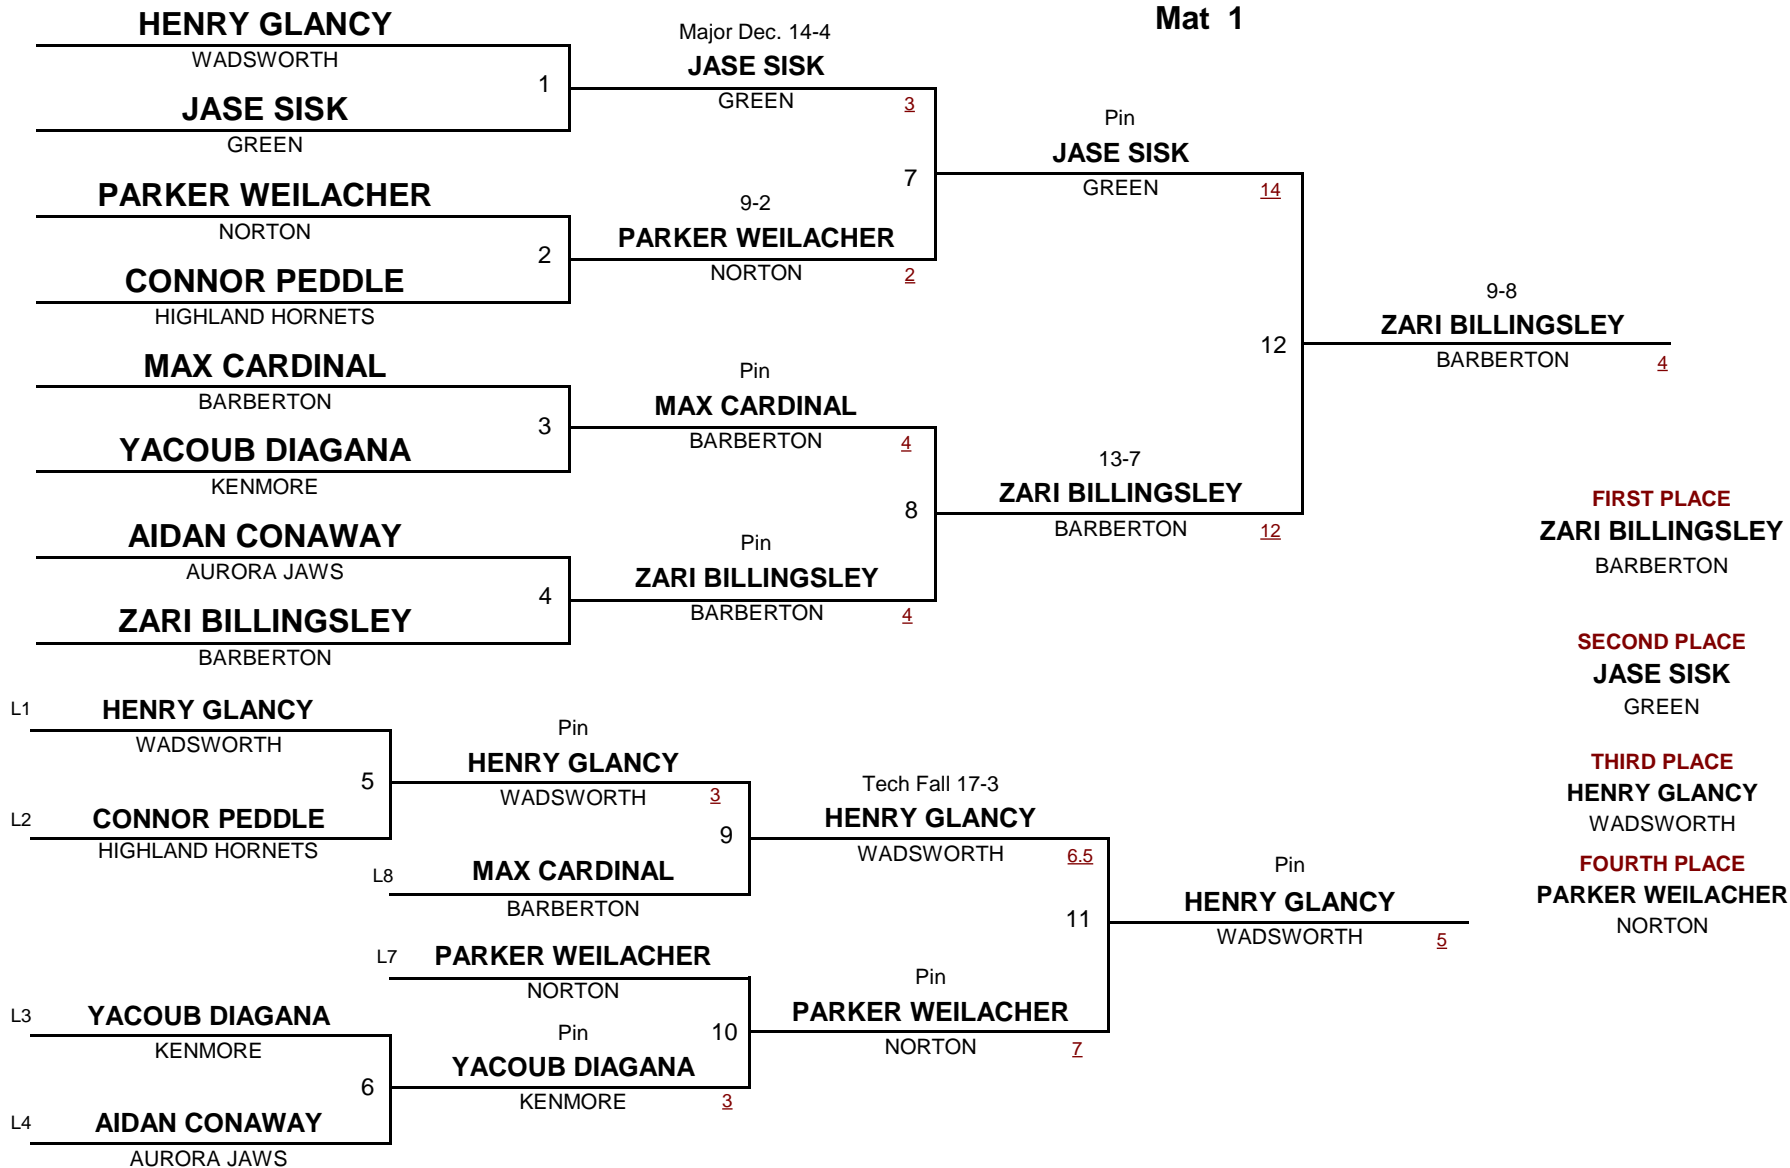 Mat 1
HENRY GLANCY
WADSWORTH
1
JASE SISK
GREEN
PARKER WEILACHER
NORTON
2
CONNOR PEDDLE
HIGHLAND HORNETS
MAX CARDINAL
BARBERTON
3
YACOUB DIAGANA
KENMORE
AIDAN CONAWAY
AURORA JAWS
4
ZARI BILLINGSLEY
BARBERTON
Major Dec. 14-4
JASE SISK
GREEN 3
7
9-2
PARKER WEILACHER
NORTON 2
Pin
MAX CARDINAL
BARBERTON 4
8
Pin
ZARI BILLINGSLEY
BARBERTON 4
Pin
JASE SISK
GREEN 14
12
13-7
ZARI BILLINGSLEY
BARBERTON 12
9-8
ZARI BILLINGSLEY
BARBERTON 4
FIRST PLACE
ZARI BILLINGSLEY
BARBERTON
SECOND PLACE
JASE SISK
GREEN
THIRD PLACE
HENRY GLANCY
WADSWORTH
FOURTH PLACE
PARKER WEILACHER
NORTON
L1 HENRY GLANCY
WADSWORTH
5
L2 CONNOR PEDDLE
HIGHLAND HORNETS
L3 YACOUB DIAGANA
KENMORE
6
L4 AIDAN CONAWAY
AURORA JAWS
Pin
HENRY GLANCY
WADSWORTH 3
9
L8 MAX CARDINAL
BARBERTON
L7 PARKER WEILACHER
NORTON
10
Pin
YACOUB DIAGANA
KENMORE 3
Tech Fall 17-3
HENRY GLANCY
WADSWORTH 6.5
11
Pin
PARKER WEILACHER
NORTON 7
Pin
HENRY GLANCY
WADSWORTH 5